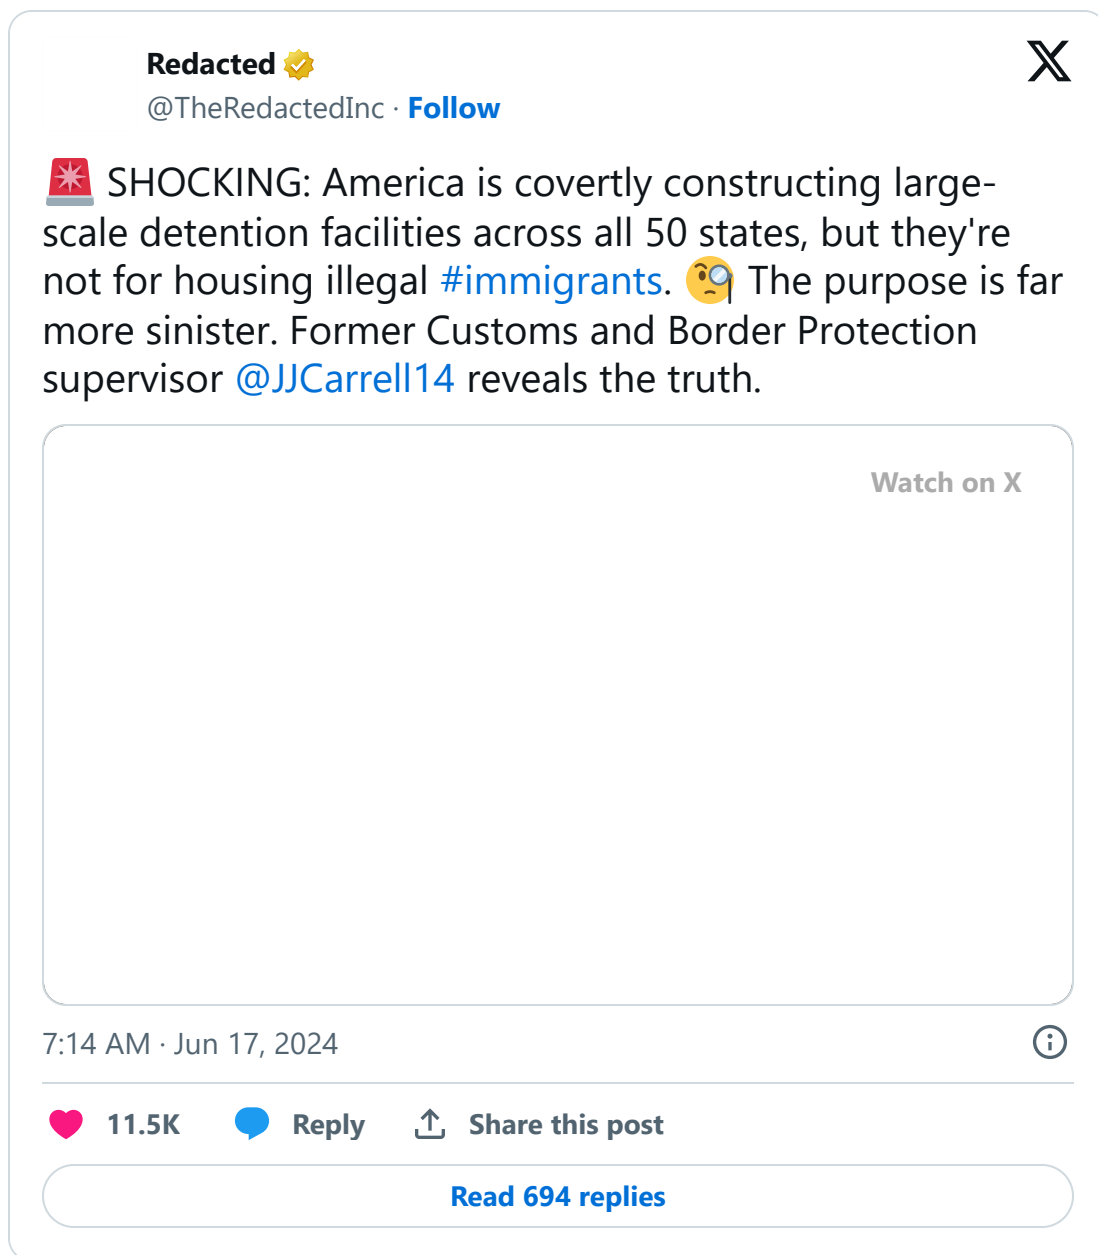 Redacted
@TheRedactedInc · Follow
🚨 SHOCKING: America is covertly constructing large-
scale detention facilities across all 50 states, but they're
not for housing illegal #immigrants. 🧐 The purpose is far
more sinister. Former Customs and Border Protection
supervisor @JJCarrell14 reveals the truth.
Watch on X
7:14 AM · Jun 17, 2024
11.5K Reply Share this post
Read 694 replies